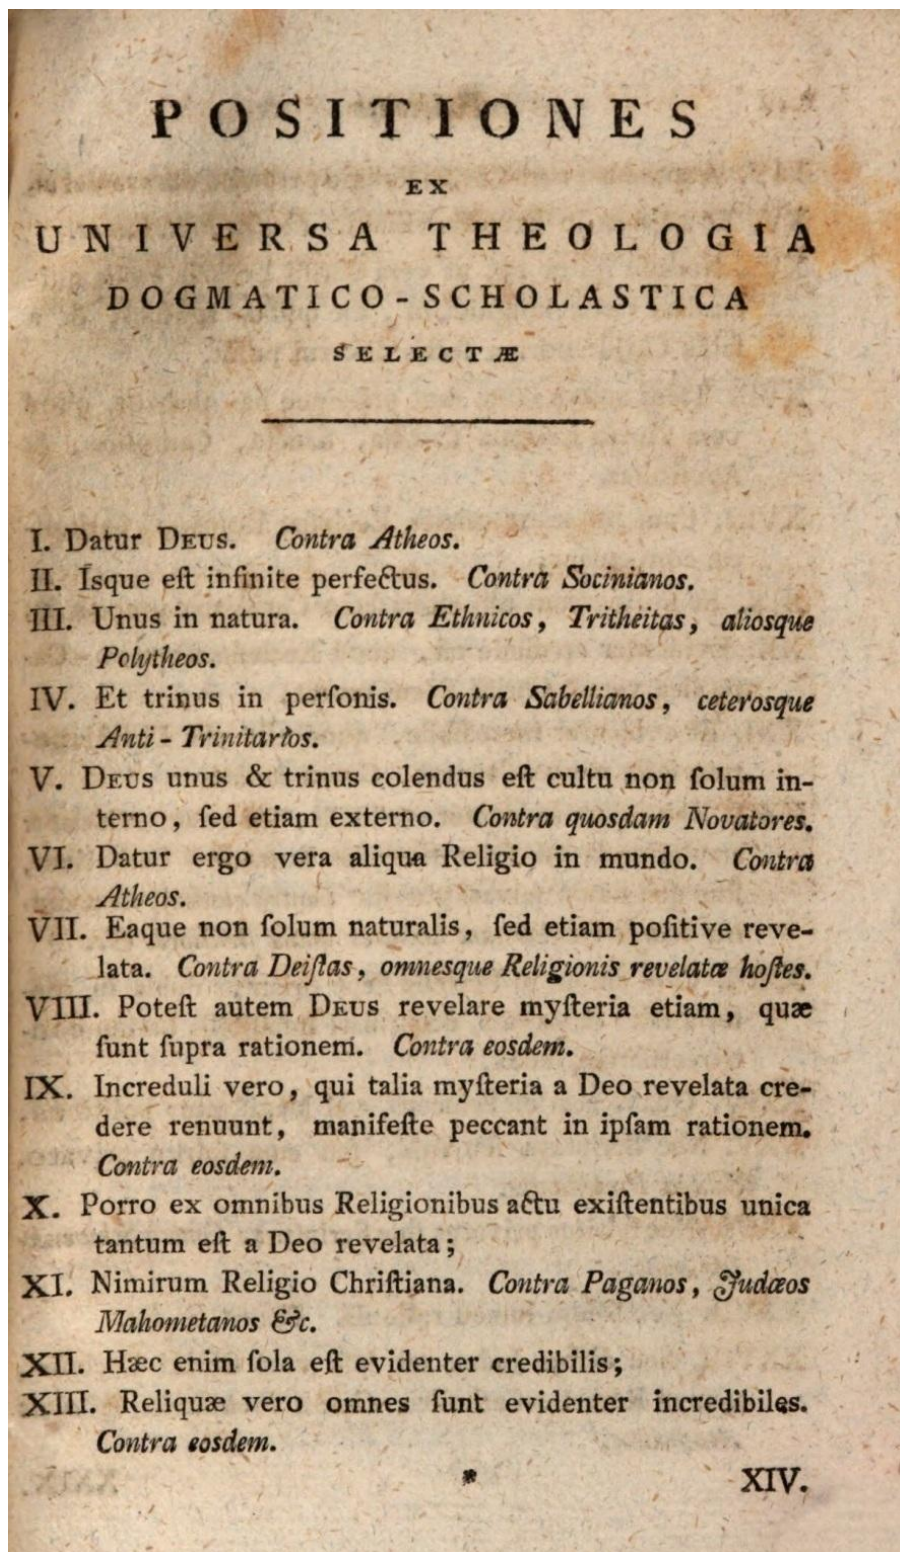 POSITIONES
EX
UNIVERSA THEOLOGIA
DOGMATICO-SCHOLASTICA
SELECTÆ
I. Datur DEUS. Contra Atheos.
II. Isque eſt infinite perfectus. Contra Socinianos.
III. Unus in natura. Contra Ethnicos, Tritheitas, aliosque
Polytheos.
IV. Et trinus in perſonis. Contra Sabellianos, ceterosque
Anti-Trinitarios.
V. DEUS unus & trinus colendus eſt cultu non ſolum in-
terno, ſed etiam externo. Contra quosdam Novatores.
VI. Datur ergo vera aliqua Religio in mundo. Contra
Atheos.
VII. Eaque non ſolum naturalis, ſed etiam poſitive reve-
lata. Contra Deiſtas, omnesque Religionis revelatæ hoſtes.
VIII. Poteſt autem DEUS revelare myſteria etiam, quæ
ſunt ſupra rationem. Contra eosdem.
IX. Increduli vero, qui talia myſteria a Deo revelata cre-
dere renuunt, manifeſte peccant in ipſam rationem.
Contra eosdem.
X. Porro ex omnibus Religionibus actu exiſtentibus unica
tantum eſt a Deo revelata;
XI. Nimirum Religio Chriſtiana. Contra Paganos, Judæos
Mahometanos &c.
XII. Hæc enim ſola eſt evidenter credibilis;
XIII. Reliquæ vero omnes ſunt evidenter incredibiles.
Contra eosdem.
* XIV.